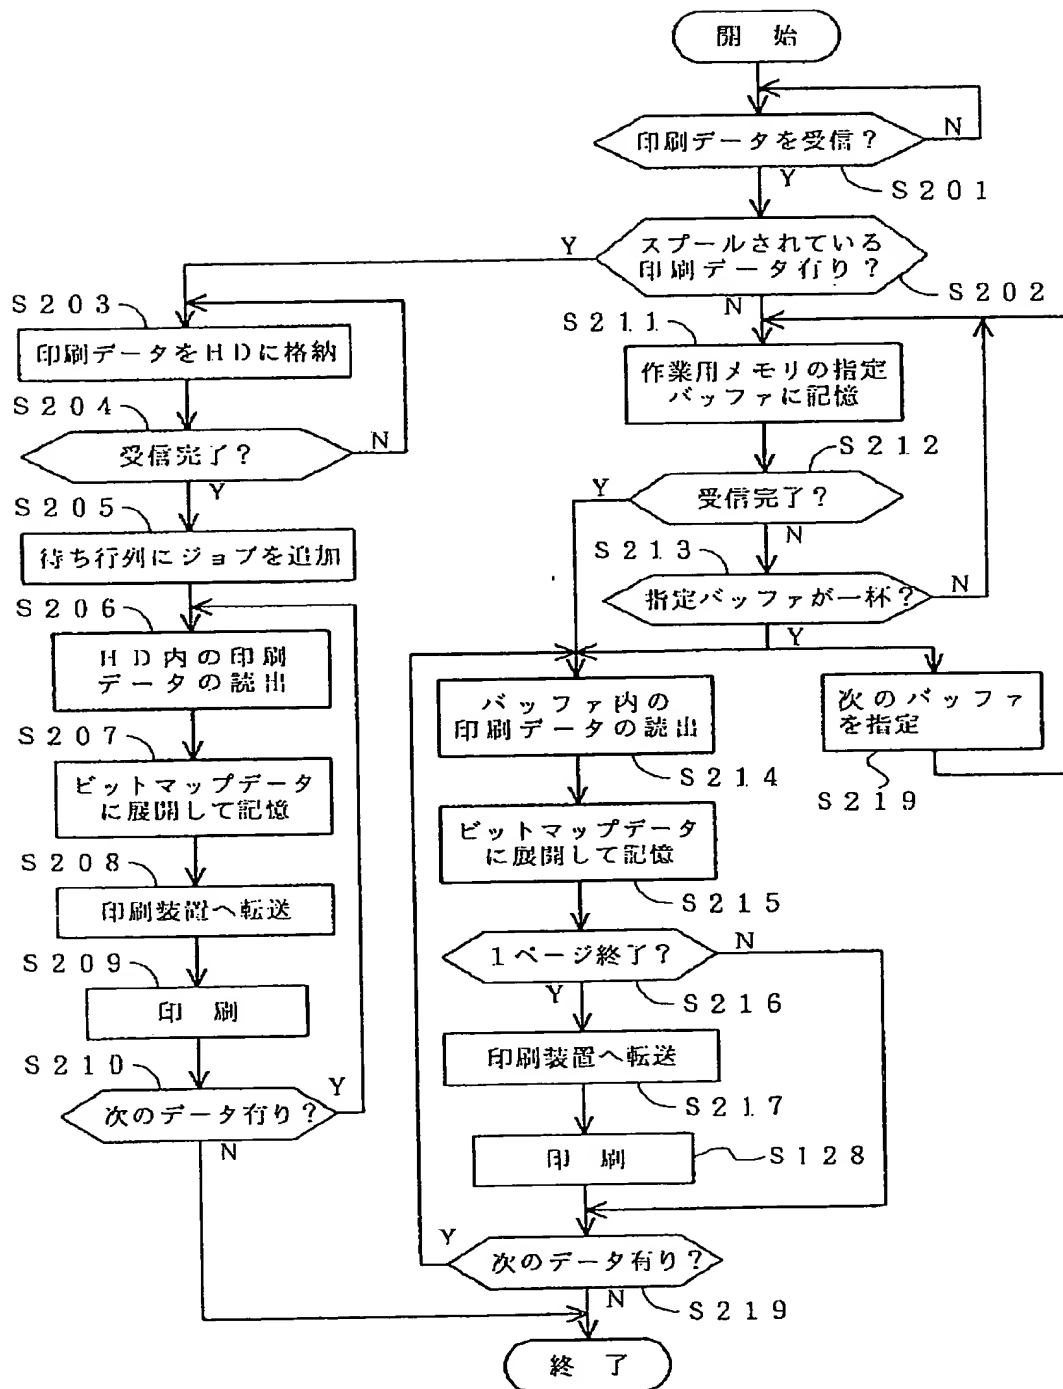 開 始
印刷データを受信?
N
Y
S201
スプールされている
印刷データ有り?
Y
N
S202
S203
印刷データをHDに格納
S204
受信完了?
N
Y
S205
待ち行列にジョブを追加
S206
HD内の印刷
データの読出
S207
ビットマップデータ
に展開して記憶
S208
印刷装置へ転送
S209
印 刷
S210
次のデータ有り?
Y
N
S211
作業用メモリの指定
バッファに記憶
S212
受信完了?
Y
N
S213
指定バッファが一杯?
N
Y
バッファ内の
印刷データの読出
S214
次のバッファ
を指定
S219
ビットマップデータ
に展開して記憶
S215
1ページ終了?
N
Y
S216
印刷装置へ転送
S217
印 刷
S128
次のデータ有り?
Y
N
S219
終 了